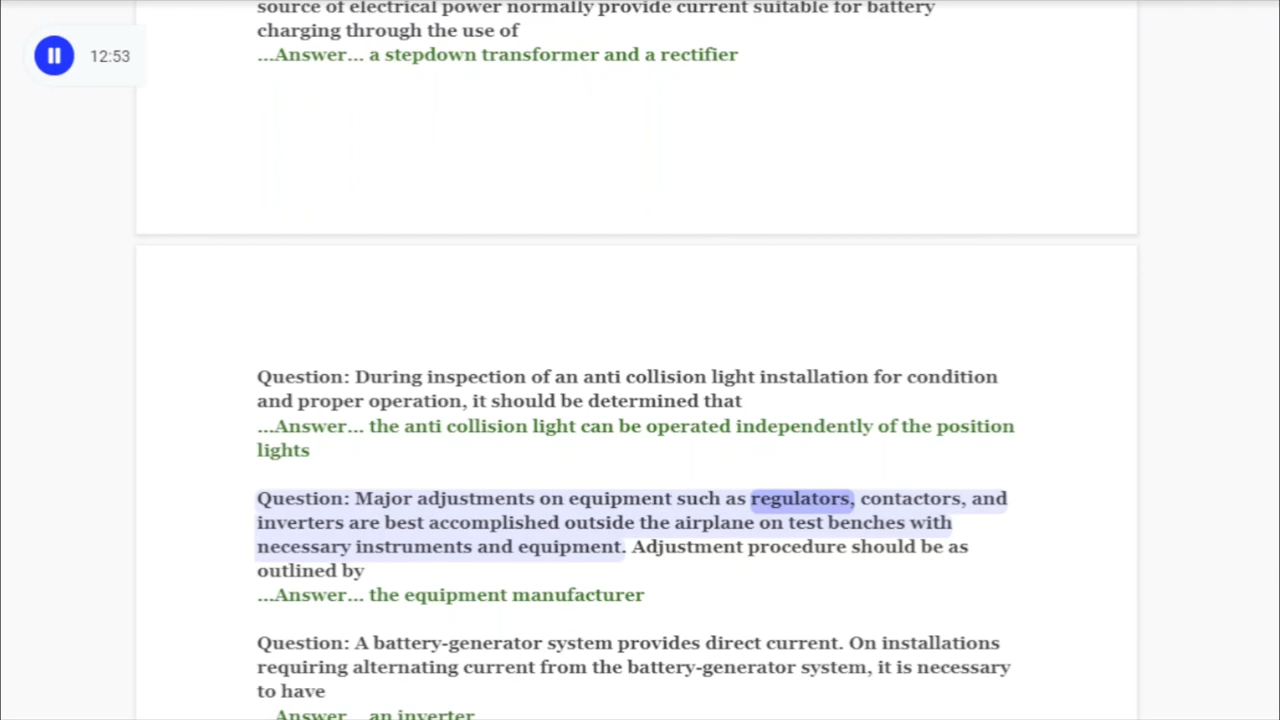 source of electrical power normally provide current suitable for battery
charging through the use of
...Answer... a stepdown transformer and a rectifier
12:53
Question: During inspection of an anti collision light installation for condition
and proper operation, it should be determined that
...Answer... the anti collision light can be operated independently of the position
lights
Question: Major adjustments on equipment such as regulators, contactors, and
inverters are best accomplished outside the airplane on test benches with
necessary instruments and equipment. Adjustment procedure should be as
outlined by
...Answer... the equipment manufacturer
Question: A battery-generator system provides direct current. On installations
requiring alternating current from the battery-generator system, it is necessary
to have
...Answer... an inverter